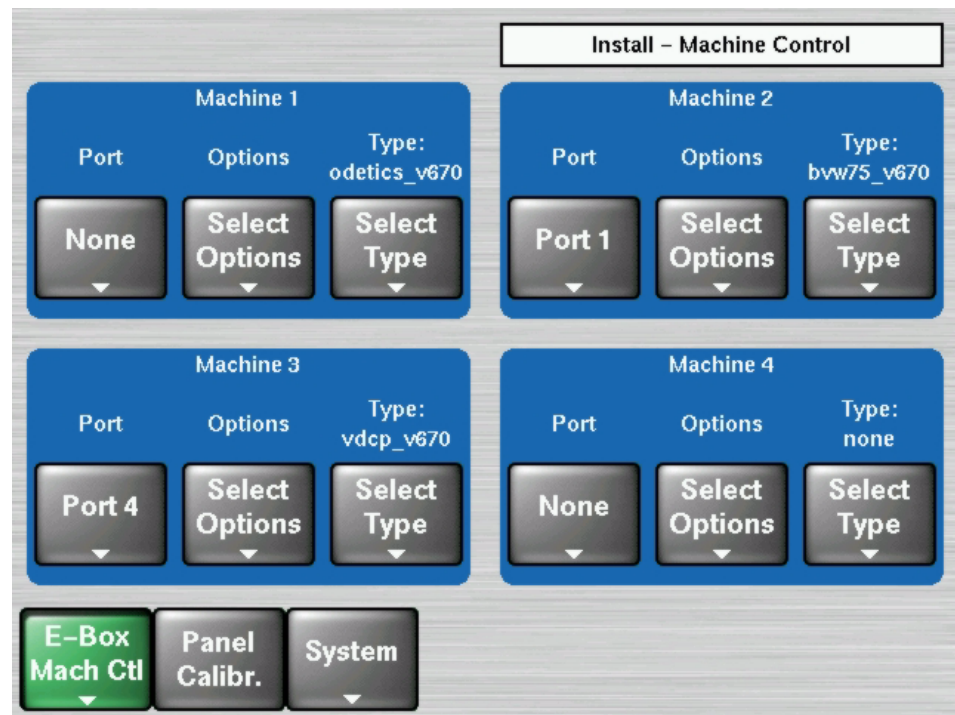 Install – Machine Control
Machine 1
Port
Options
Type:
odetics_v670
None
Select
Options
Select
Type
Machine 2
Port
Options
Type:
bvw75_v670
Port 1
Select
Options
Select
Type
Machine 3
Port
Options
Type:
vdcp_v670
Port 4
Select
Options
Select
Type
Machine 4
Port
Options
Type:
none
None
Select
Options
Select
Type
E–Box
Mach Ctl
Panel
Calibr.
System